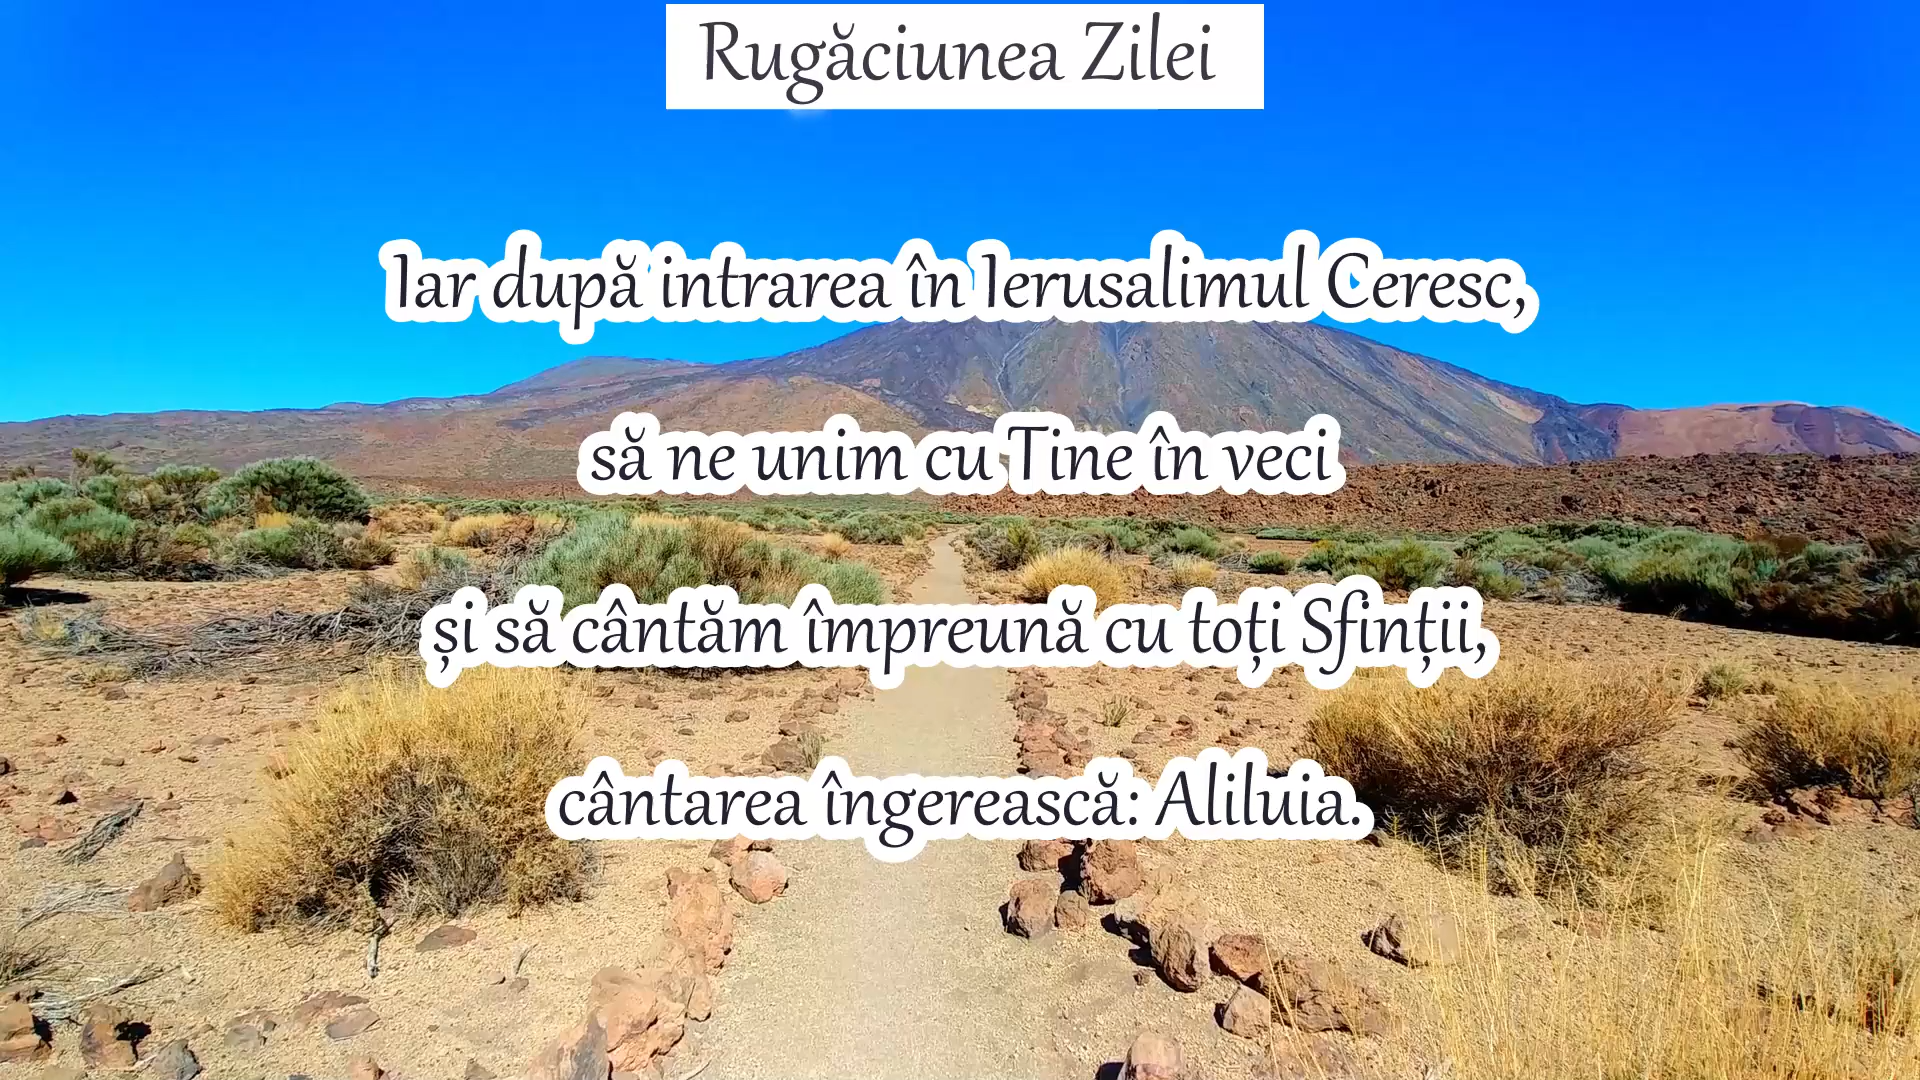 Rugăciunea Zilei
Iar după intrarea în Ierusalimul Ceresc,
să ne unim cu Tine în veci
și să cântăm împreună cu toți Sfinții,
cântarea îngerească: Aliluia.